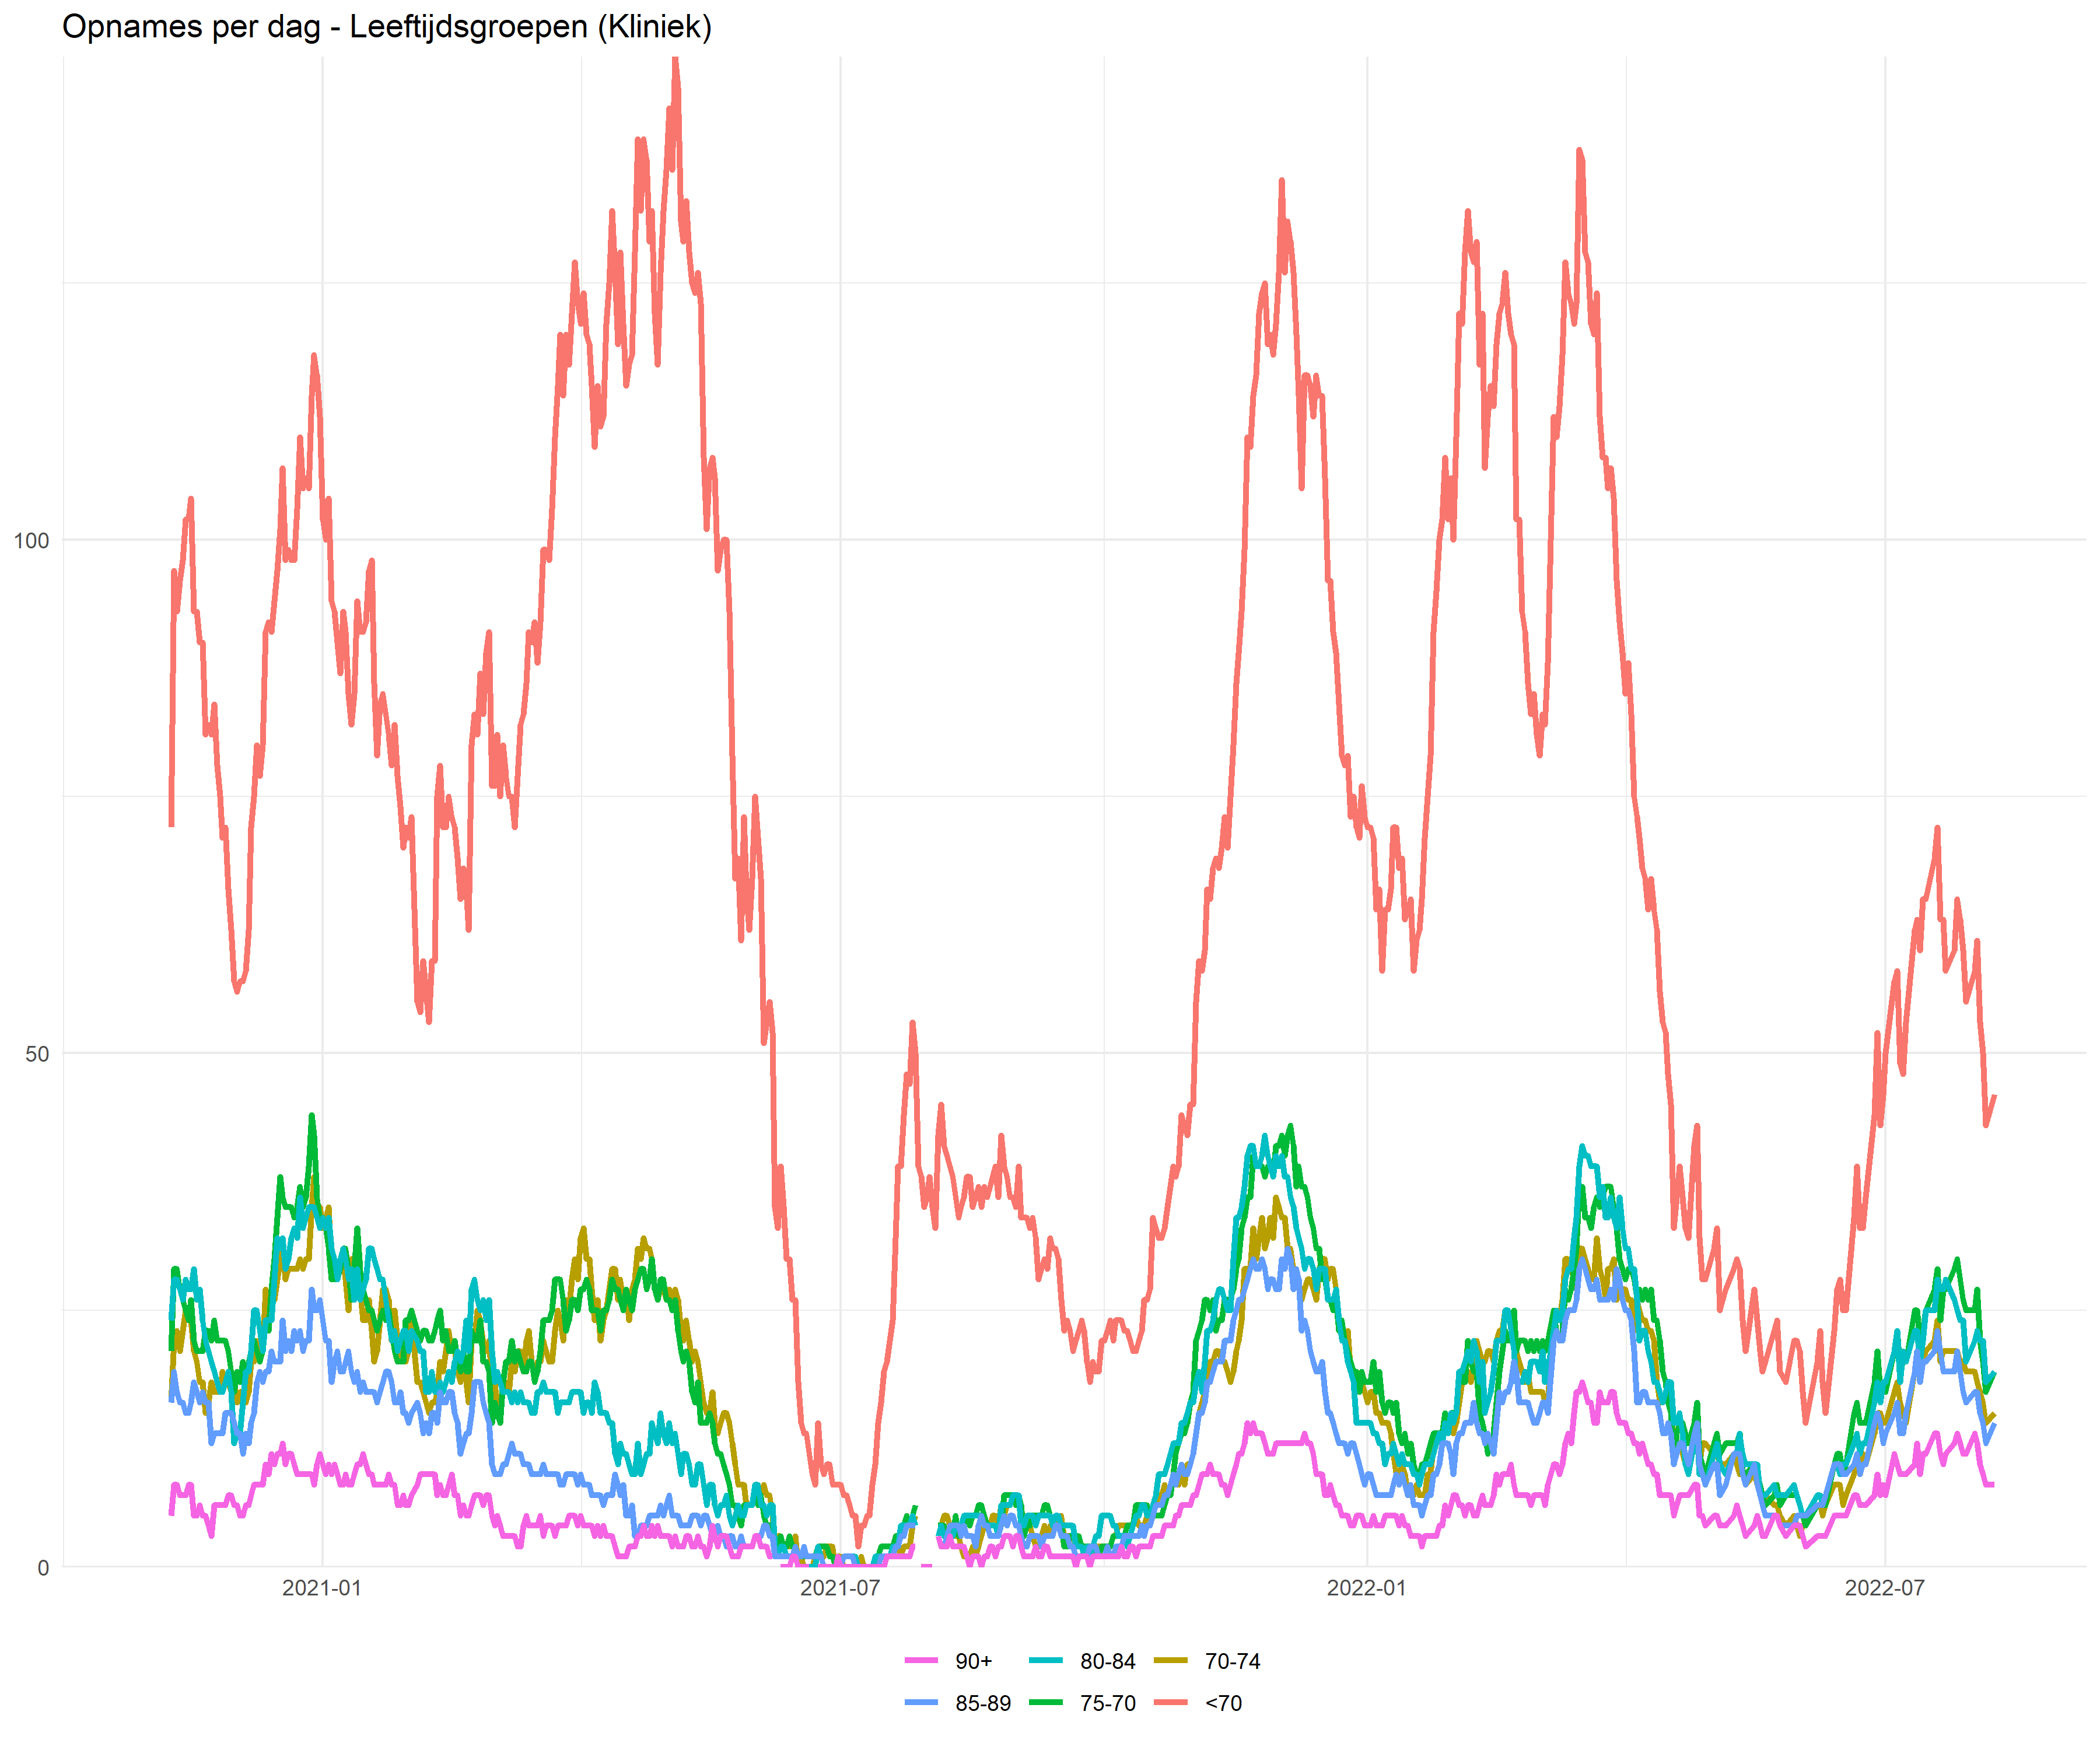 Opnames per dag - Leeftijdsgroepen (Kliniek)
100
50
0
2021-01 2021-07 2022-01 2022-07
90+ 80-84 70-74
85-89 75-70 <70